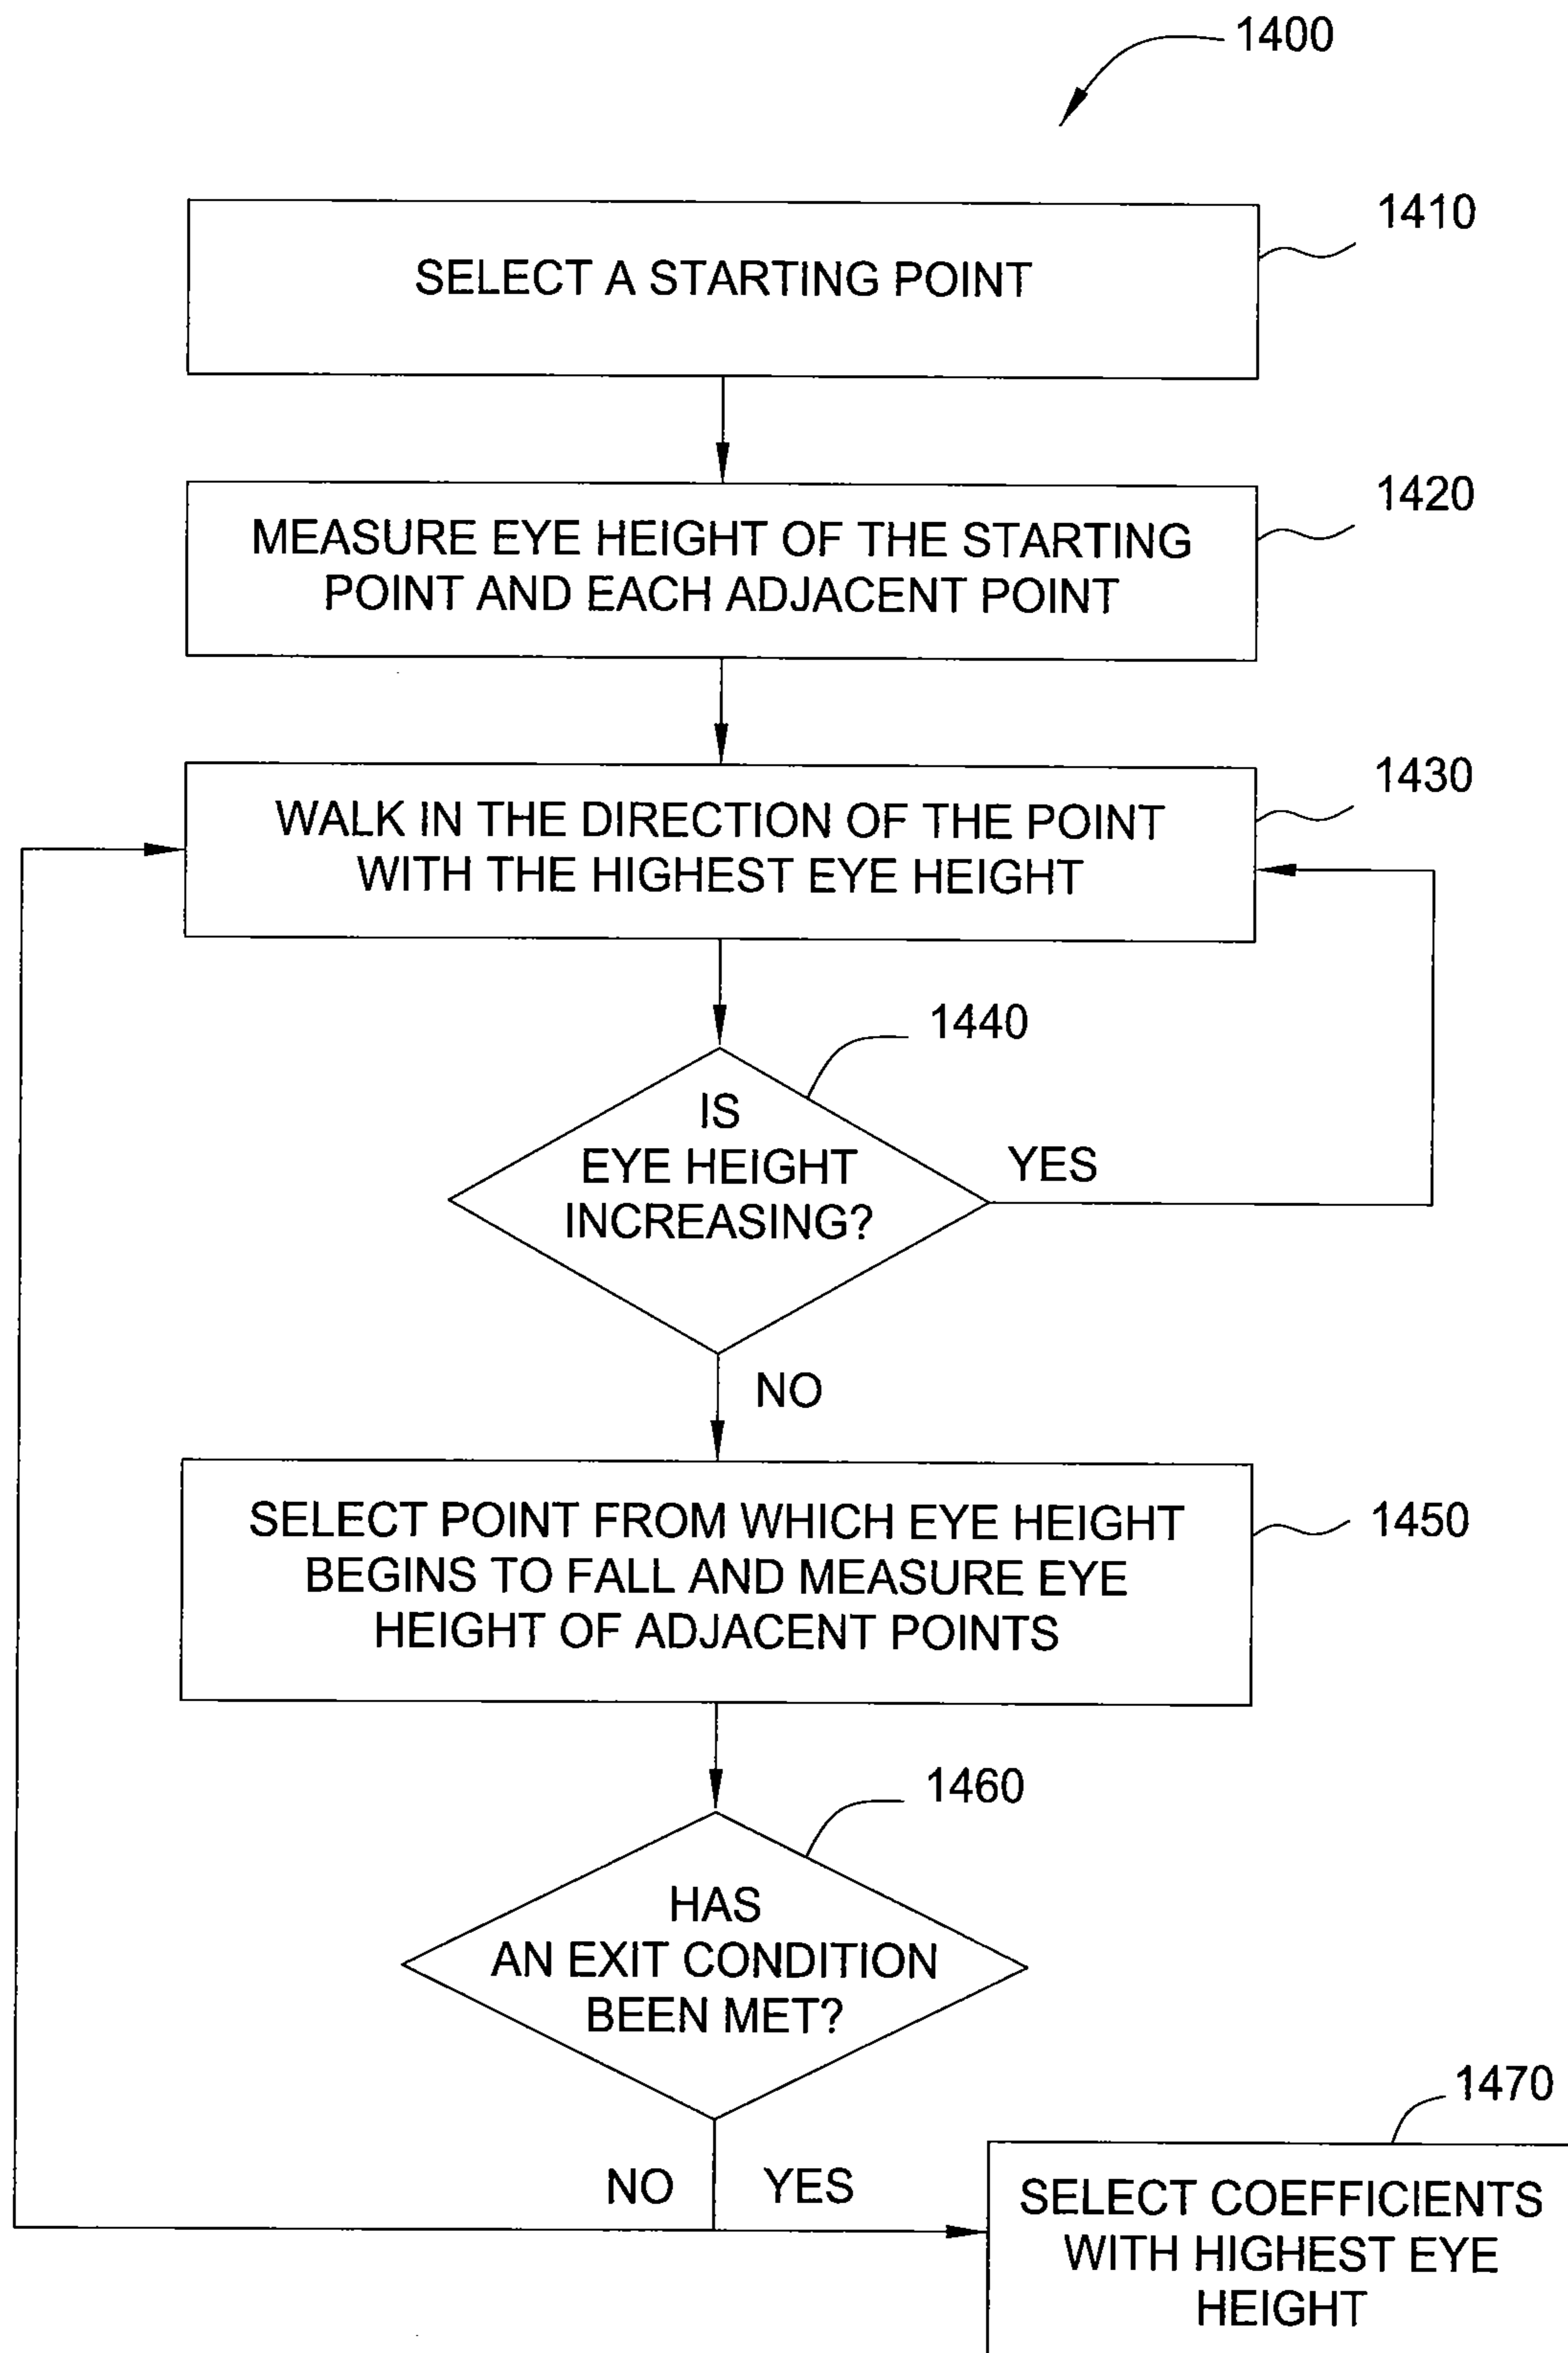 1400
1410
SELECT A STARTING POINT
1420
MEASURE EYE HEIGHT OF THE STARTING
POINT AND EACH ADJACENT POINT
1430
WALK IN THE DIRECTION OF THE POINT
WITH THE HIGHEST EYE HEIGHT
1440
IS
EYE HEIGHT
INCREASING?
YES
NO
1450
SELECT POINT FROM WHICH EYE HEIGHT
BEGINS TO FALL AND MEASURE EYE
HEIGHT OF ADJACENT POINTS
1460
HAS
AN EXIT CONDITION
BEEN MET?
NO
YES
1470
SELECT COEFFICIENTS
WITH HIGHEST EYE
HEIGHT